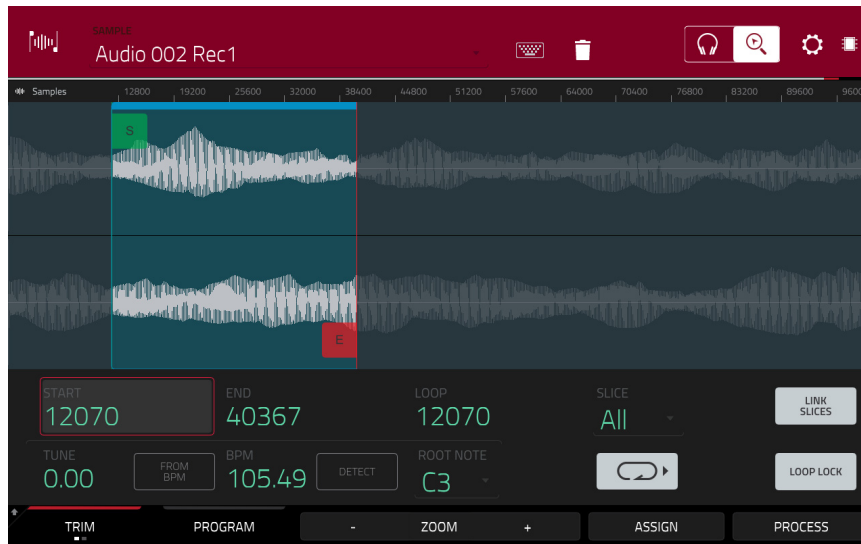 SAMPLE
Audio 002 Rec1
Samples 12800 19200 25600 32000 38400 44800 51200 57600 64000 70400 76800 83200 89600 9600
S
E
START END LOOP SLICE
12070 40367 12070 All
LINK
SLICES
TUNE BPM ROOT NOTE
0.00 FROM
BPM 105.49 DETECT C3 LOOP LOCK
TRIM PROGRAM - ZOOM + ASSIGN PROCESS